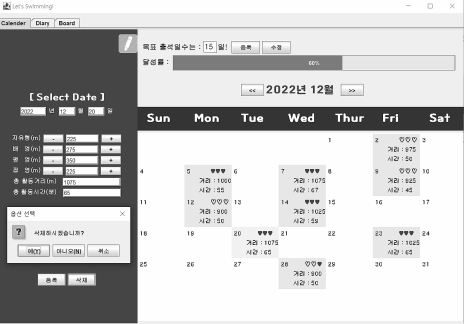 Let's Swimming!
Calender Diary Board
목표 출석일수는 : 15 일! 등록 수정
달성률 : 60%
<< 2022년 12월 >>
[ Select Date ]
2022 년 12 월 20 일
자유형(m) - 225 +
배 영(m) - 275 +
평 영(m) - 350 +
접 영(m) - 225 +
총 활동거리(m) 1075
총 활동시간(분) 65
옵션 선택
삭제하시겠습니까?
예(Y) 아니오(N) 취소
등록 삭제
Sun Mon Tue Wed Thur Fri Sat
1 2 ♡♡♡ 3
거리 : 975
시간 : 50
4 5 ♥♥♥ 6 7 ♥♥♥ 8 9 ♡♡♡ 10
거리 : 1000 거리 : 1075 거리 : 925
시간 : 55 시간 : 67 시간 : 45
11 12 ♡♡♡ 13 14 ♥♥♥ 15 16 17
거리 : 900 거리 : 1025
시간 : 50 시간 : 59
18 19 20 ♥♥♥ 21 22 23 ♥♥♥ 24
거리 : 1075 거리 : 1025
시간 : 65 시간 : 65
25 26 27 28 ♡♡♥ 29 30 31
거리 : 900
시간 : 50